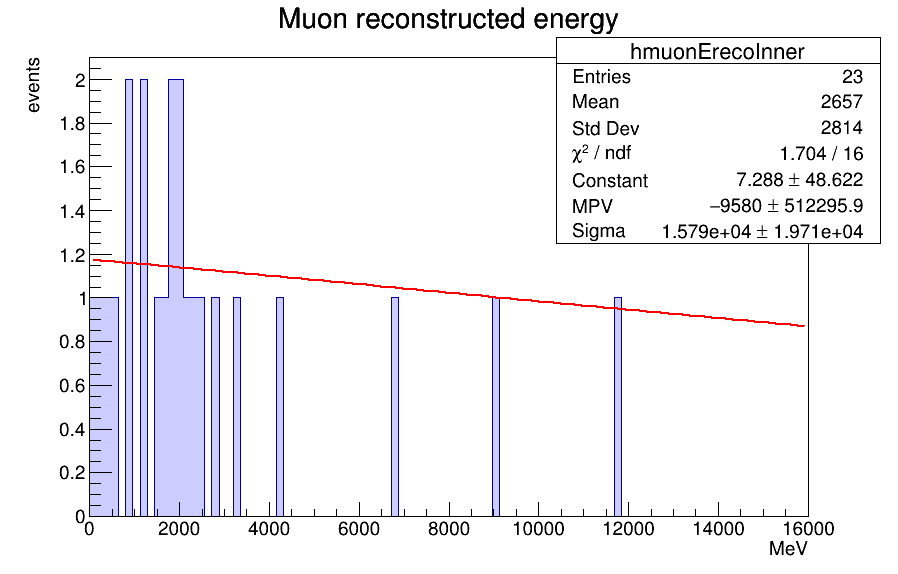 Muon reconstructed energy
hmuonErecoInner
Entries 23
Mean 2657
Std Dev 2814
χ² / ndf 1.704 / 16
Constant 7.288 ± 48.622
MPV −9580 ± 512295.9
Sigma 1.579e+04 ± 1.971e+04
events
2
1.8
1.6
1.4
1.2
1
0.8
0.6
0.4
0.2
0
0 2000 4000 6000 8000 10000 12000 14000 16000
MeV